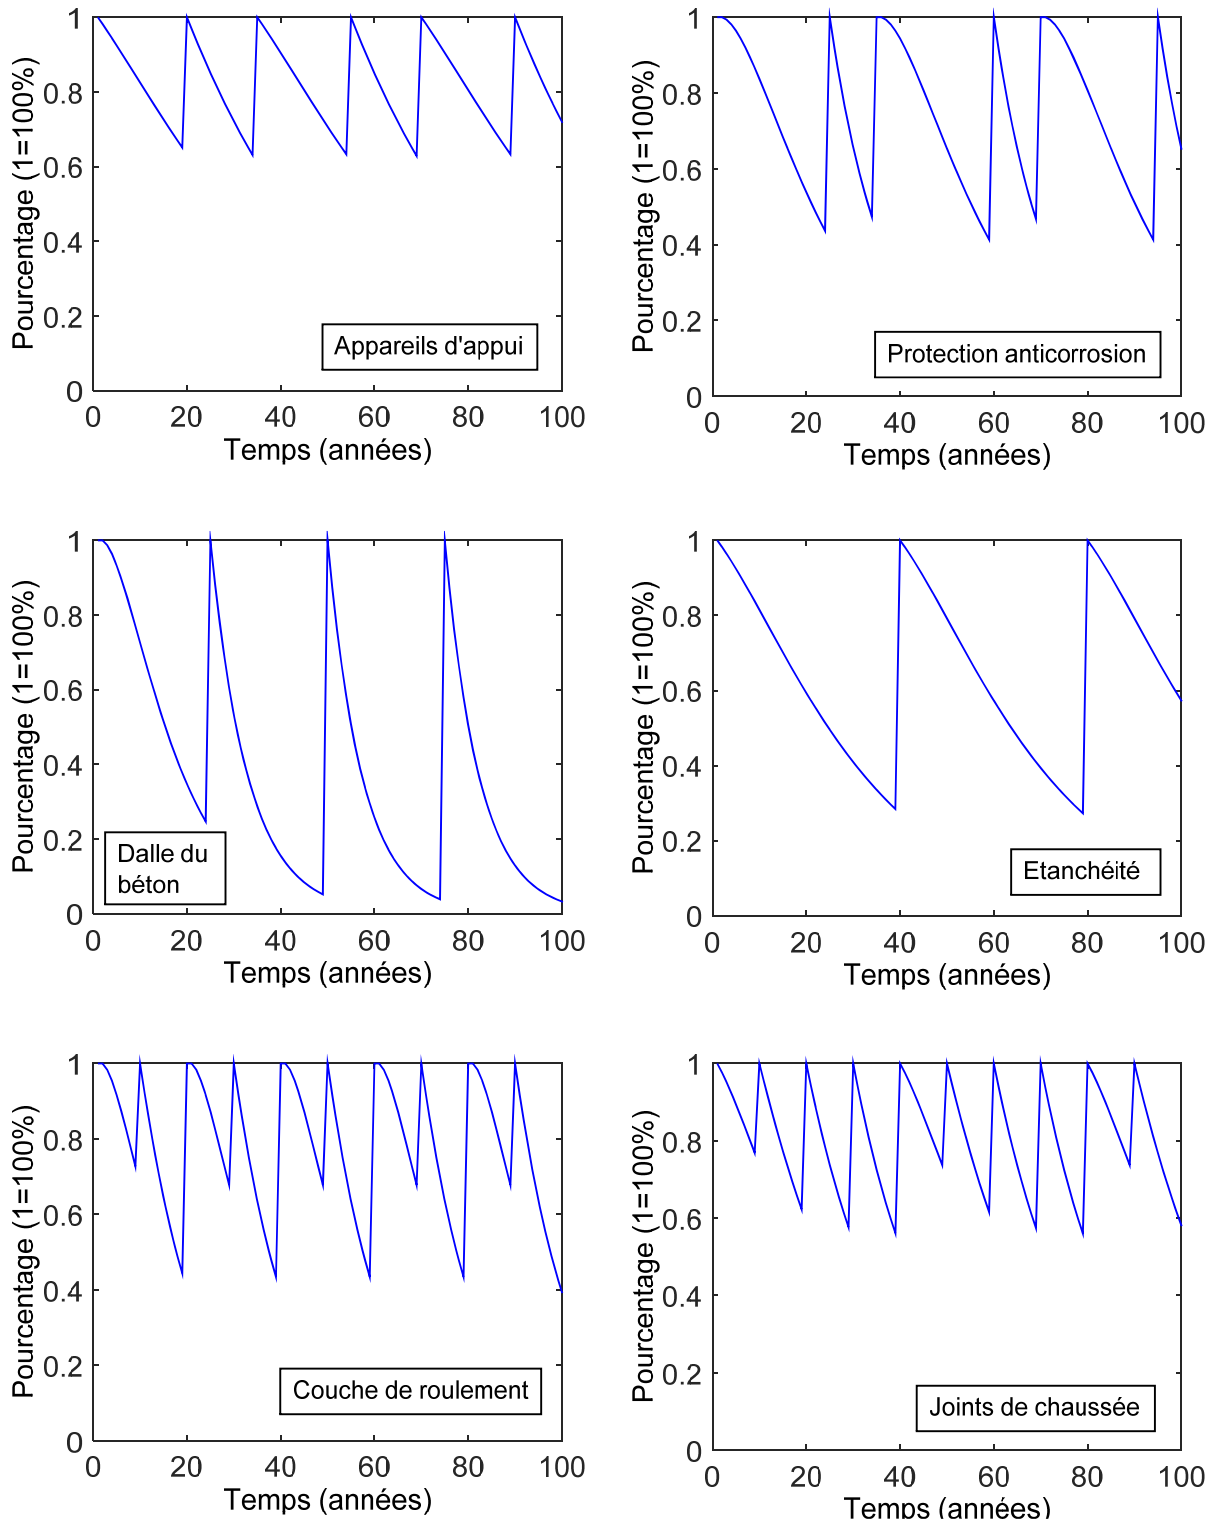 Pourcentage (1=100%)
1
0.8
0.6
0.4
0.2
0
0 20 40 60 80 100
Temps (années)
Appareils d'appui
Pourcentage (1=100%)
1
0.8
0.6
0.4
0.2
0
0 20 40 60 80 100
Temps (années)
Protection anticorrosion
Pourcentage (1=100%)
1
0.8
0.6
0.4
0.2
0
0 20 40 60 80 100
Temps (années)
Dalle du
béton
Pourcentage (1=100%)
1
0.8
0.6
0.4
0.2
0
0 20 40 60 80 100
Temps (années)
Etanchéité
Pourcentage (1=100%)
1
0.8
0.6
0.4
0.2
0
0 20 40 60 80 100
Temps (années)
Couche de roulement
Pourcentage (1=100%)
1
0.8
0.6
0.4
0.2
0
0 20 40 60 80 100
Temps (années)
Joints de chaussée